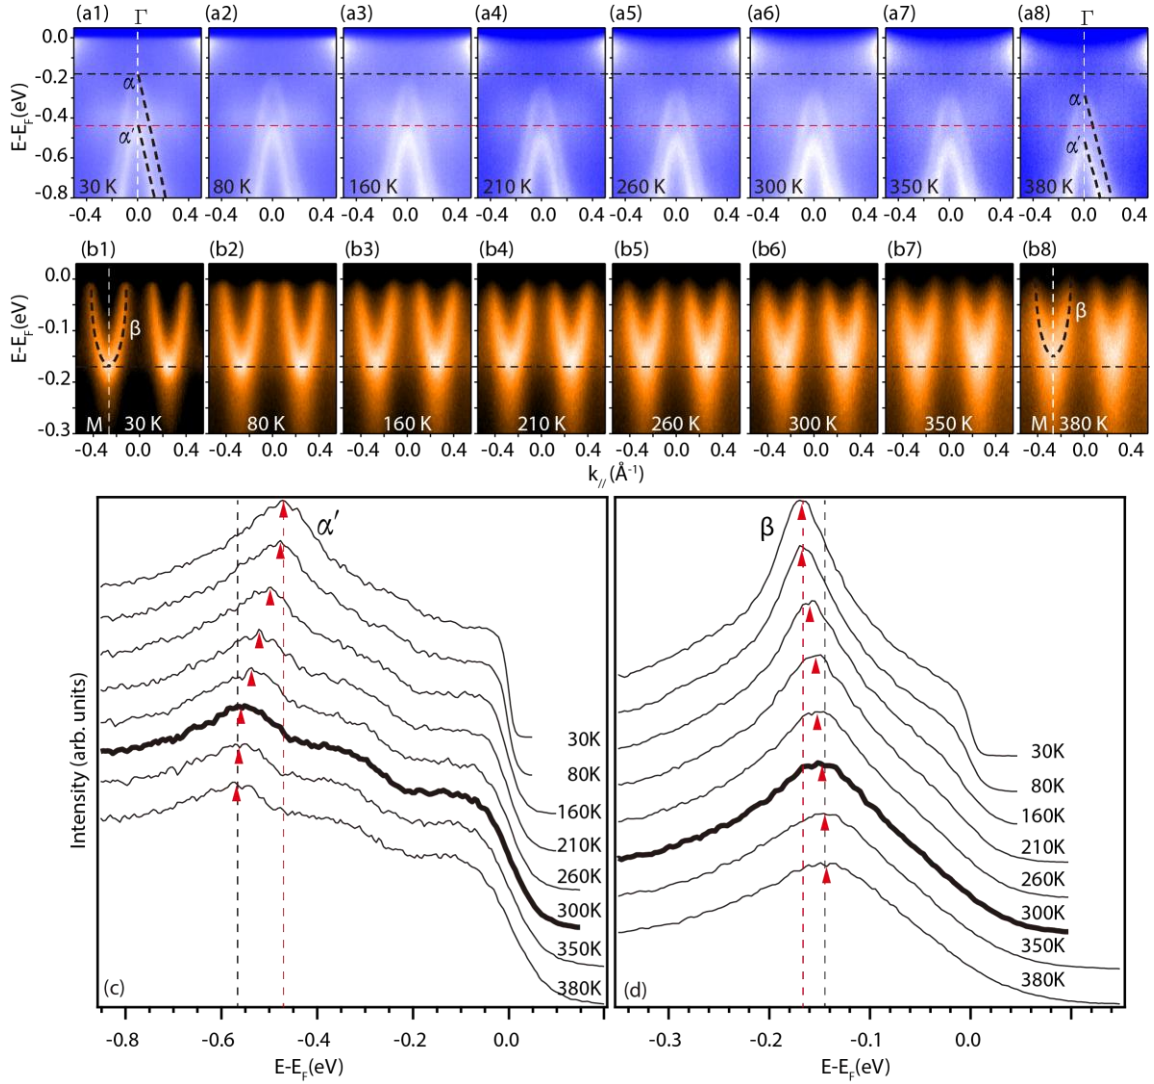 (a1) Γ (a2) (a3) (a4) (a5) (a6) (a7) (a8) Γ
0.0
-0.2
-0.4
-0.6
-0.8
E-E_F(eV)
α
α'
α
α'
30 K 80 K 160 K 210 K 260 K 300 K 350 K 380 K
-0.4 0.0 0.4 -0.4 0.0 0.4 -0.4 0.0 0.4 -0.4 0.0 0.4 -0.4 0.0 0.4 -0.4 0.0 0.4 -0.4 0.0 0.4 -0.4 0.0 0.4
(b1) (b2) (b3) (b4) (b5) (b6) (b7) (b8)
0.0
-0.1
-0.2
-0.3
E-E_F(eV)
β
β
M 30 K 80 K 160 K 210 K 260 K 300 K 350 K M 380 K
-0.4 0.0 0.4 -0.4 0.0 0.4 -0.4 0.0 0.4 -0.4 0.0 0.4 -0.4 0.0 0.4 -0.4 0.0 0.4 -0.4 0.0 0.4 -0.4 0.0 0.4
k_// (Å⁻¹)
Intensity (arb. units)
α'
30K
80K
160K
210K
260K
300K
350K
380K
(c)
-0.8 -0.6 -0.4 -0.2 0.0
E-E_F(eV)
β
30K
80K
160K
210K
260K
300K
350K
380K
(d)
-0.3 -0.2 -0.1 0.0
E-E_F(eV)